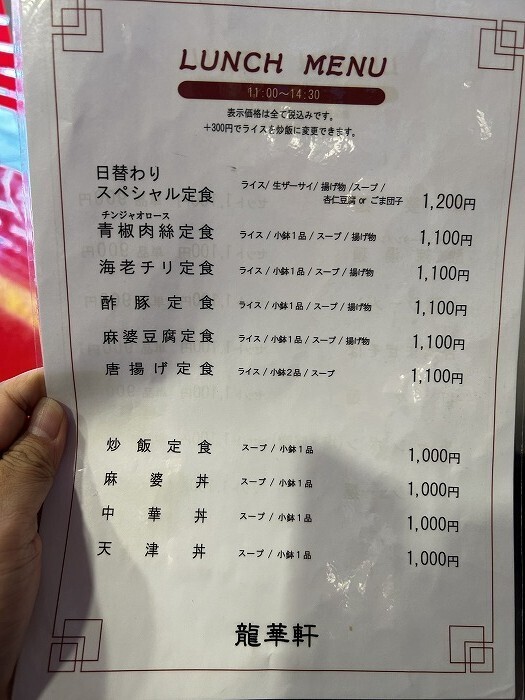 LUNCH MENU
11:00~14:30
表示価格は全て税込みです。
+300円でライスを炒飯に変更できます。
日替わり
スペシャル定食 ライス/ 生ザーサイ/ 揚げ物 /スープ /
杏仁豆腐 or ごま団子 1,200円
チンジャオロース
青椒肉絲定食 ライス / 小鉢1品 / スープ / 揚げ物 1,100円
海老チリ定食 ライス / 小鉢1品 / スープ / 揚げ物 1,100円
酢豚定食 ライス / 小鉢1品 / スープ / 揚げ物 1,100円
麻婆豆腐定食 ライス / 小鉢1品 / スープ / 揚げ物 1,100円
唐揚げ定食 ライス / 小鉢2品 / スープ 1,100円
炒飯定食 スープ / 小鉢1品 1,000円
麻婆丼 スープ / 小鉢1品 1,000円
中華丼 スープ / 小鉢1品 1,000円
天津丼 スープ / 小鉢1品 1,000円
龍華軒